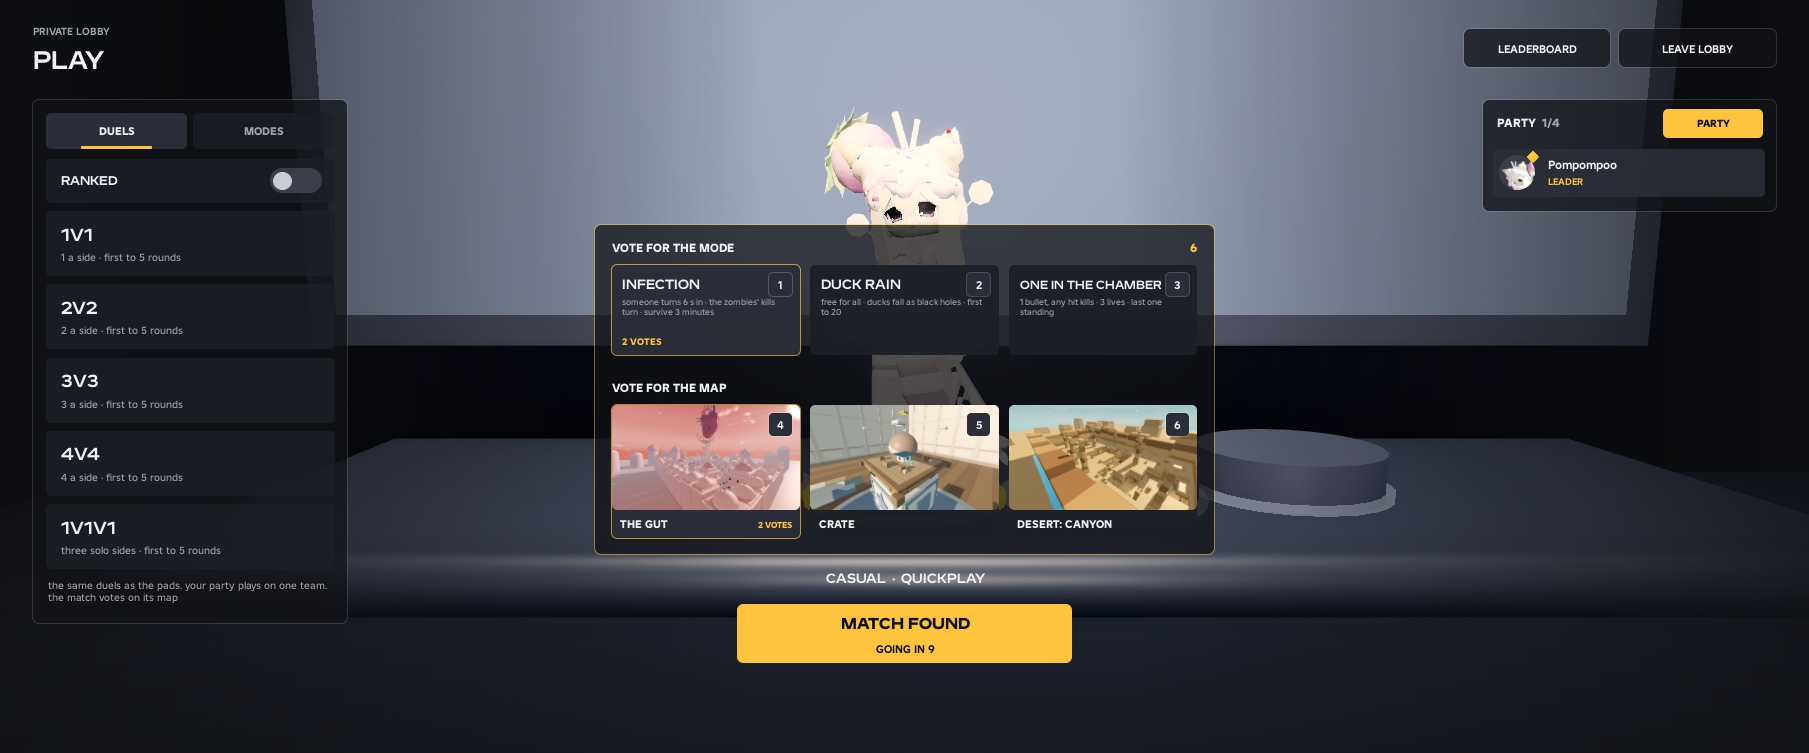 PRIVATE LOBBY
PLAY
LEADERBOARD
LEAVE LOBBY
DUELS
MODES
RANKED
1V1
1 a side · first to 5 rounds
2V2
2 a side · first to 5 rounds
3V3
3 a side · first to 5 rounds
4V4
4 a side · first to 5 rounds
1V1V1
three solo sides · first to 5 rounds
the same duels as the pads. your party plays on one team.
the match votes on its map
PARTY 1/4
PARTY
Pompompoo
LEADER
VOTE FOR THE MODE
6
INFECTION
1
someone turns 6 s in · the zombies' kills
turn · survive 3 minutes
2 VOTES
DUCK RAIN
2
free for all · ducks fall as black holes · first
to 20
ONE IN THE CHAMBER
3
1 bullet, any hit kills · 3 lives · last one
standing
VOTE FOR THE MAP
4
THE GUT
2 VOTES
5
CRATE
6
DESERT: CANYON
CASUAL · QUICKPLAY
MATCH FOUND
GOING IN 9